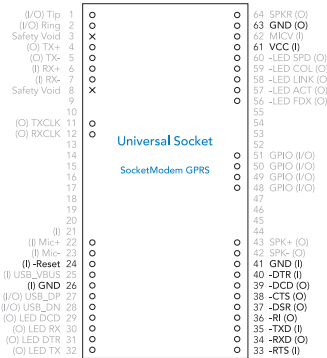 (I/O) Tip 1
(I/O) Ring 2
Safety Void 3
(O) TX+ 4
(O) TX- 5
(I) RX+ 6
(I) RX- 7
Safety Void 8
9
10
(O) TXCLK 11
(O) RXCLK 12
13
14
15
16
17
18
19
20
(I) 21
(I) Mic+ 22
(I) Mic- 23
(I) -Reset 24
(I) USB_VBUS 25
(I) GND 26
(I/O) USB_DP 27
(I/O) USB_DN 28
(O) LED DCD 29
(O) LED RX 30
(O) LED DTR 31
(O) LED TX 32
Universal Socket
SocketModem GPRS
64 SPKR (O)
63 GND (O)
62 MICV (I)
61 VCC (I)
60 -LED SPD (O)
59 -LED COL (O)
58 -LED LINK (O)
57 -LED ACT (O)
56 -LED FDX (O)
55
54
53
52
51 GPIO (I/O)
50 GPIO (I/O)
49 GPIO (I/O)
48 GPIO (I/O)
47
46
45
44
43 SPK+ (O)
42 SPK- (O)
41 GND (I)
40 -DTR (I)
39 -DCD (O)
38 -CTS (O)
37 -DSR (O)
36 -RI (O)
35 -TXD (I)
34 -RXD (O)
33 -RTS (I)